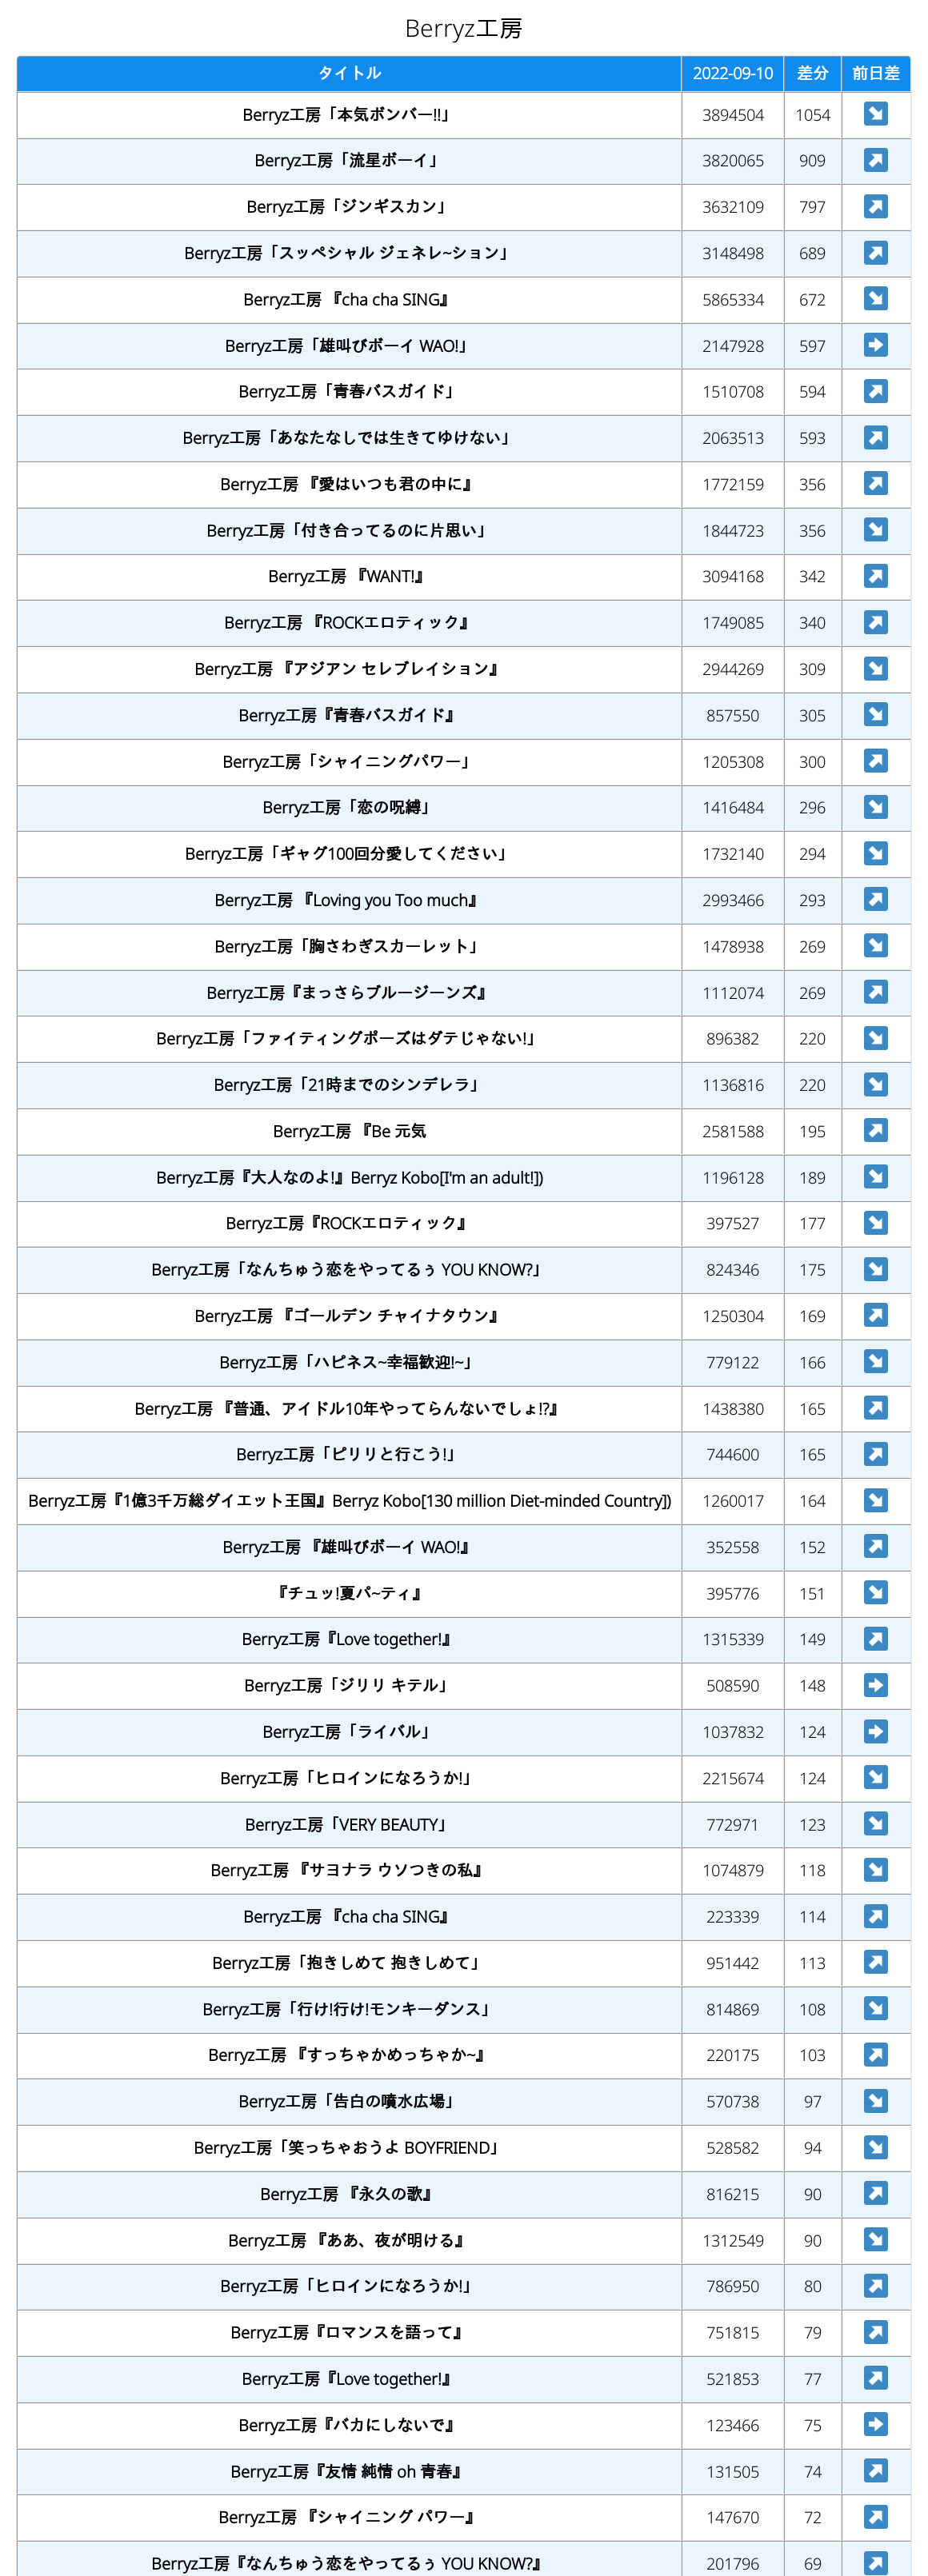 Berryz工房
タイトル 2022-09-10 差分 前日差
Berryz工房「本気ボンバー!!」 3894504 1054 ↘
Berryz工房「流星ボーイ」 3820065 909 ↗
Berryz工房「ジンギスカン」 3632109 797 ↗
Berryz工房「スッペシャル ジェネレ~ション」 3148498 689 ↗
Berryz工房 『cha cha SING』 5865334 672 ↘
Berryz工房「雄叫びボーイ WAO!」 2147928 597 ➡
Berryz工房「青春バスガイド」 1510708 594 ↗
Berryz工房「あなたなしでは生きてゆけない」 2063513 593 ↗
Berryz工房 『愛はいつも君の中に』 1772159 356 ↗
Berryz工房「付き合ってるのに片思い」 1844723 356 ↘
Berryz工房 『WANT!』 3094168 342 ↗
Berryz工房 『ROCKエロティック』 1749085 340 ↗
Berryz工房 『アジアン セレブレイション』 2944269 309 ↘
Berryz工房『青春バスガイド』 857550 305 ↘
Berryz工房「シャイニングパワー」 1205308 300 ↗
Berryz工房「恋の呪縛」 1416484 296 ↘
Berryz工房「ギャグ100回分愛してください」 1732140 294 ↘
Berryz工房 『Loving you Too much』 2993466 293 ↗
Berryz工房「胸さわぎスカーレット」 1478938 269 ↘
Berryz工房『まっさらブルージーンズ』 1112074 269 ↗
Berryz工房「ファイティングポーズはダテじゃない!」 896382 220 ↘
Berryz工房「21時までのシンデレラ」 1136816 220 ↘
Berryz工房 『Be 元気 2581588 195 ↗
Berryz工房『大人なのよ!』Berryz Kobo[I'm an adult!]) 1196128 189 ↘
Berryz工房『ROCKエロティック』 397527 177 ↘
Berryz工房「なんちゅう恋をやってるぅ YOU KNOW?」 824346 175 ↘
Berryz工房 『ゴールデン チャイナタウン』 1250304 169 ↗
Berryz工房「ハピネス~幸福歓迎!~」 779122 166 ↘
Berryz工房 『普通、アイドル10年やってらんないでしょ!?』 1438380 165 ↗
Berryz工房「ピリリと行こう!」 744600 165 ↗
Berryz工房『1億3千万総ダイエット王国』Berryz Kobo[130 million Diet-minded Country]) 1260017 164 ↘
Berryz工房 『雄叫びボーイ WAO!』 352558 152 ↗
『チュッ!夏パ~ティ』 395776 151 ↘
Berryz工房『Love together!』 1315339 149 ↗
Berryz工房「ジリリ キテル」 508590 148 ➡
Berryz工房「ライバル」 1037832 124 ➡
Berryz工房「ヒロインになろうか!」 2215674 124 ↘
Berryz工房「VERY BEAUTY」 772971 123 ↘
Berryz工房 『サヨナラ ウソつきの私』 1074879 118 ↘
Berryz工房 『cha cha SING』 223339 114 ↗
Berryz工房「抱きしめて 抱きしめて」 951442 113 ↗
Berryz工房「行け!行け!モンキーダンス」 814869 108 ↘
Berryz工房 『すっちゃかめっちゃか~』 220175 103 ↗
Berryz工房「告白の噴水広場」 570738 97 ↘
Berryz工房「笑っちゃおうよ BOYFRIEND」 528582 94 ↘
Berryz工房 『永久の歌』 816215 90 ↗
Berryz工房 『ああ、夜が明ける』 1312549 90 ↘
Berryz工房「ヒロインになろうか!」 786950 80 ↗
Berryz工房『ロマンスを語って』 751815 79 ↗
Berryz工房『Love together!』 521853 77 ↗
Berryz工房『バカにしないで』 123466 75 ➡
Berryz工房『友情 純情 oh 青春』 131505 74 ↗
Berryz工房 『シャイニング パワー』 147670 72 ↗
Berryz工房『なんちゅう恋をやってるぅ YOU KNOW?』 201796 69 ↗